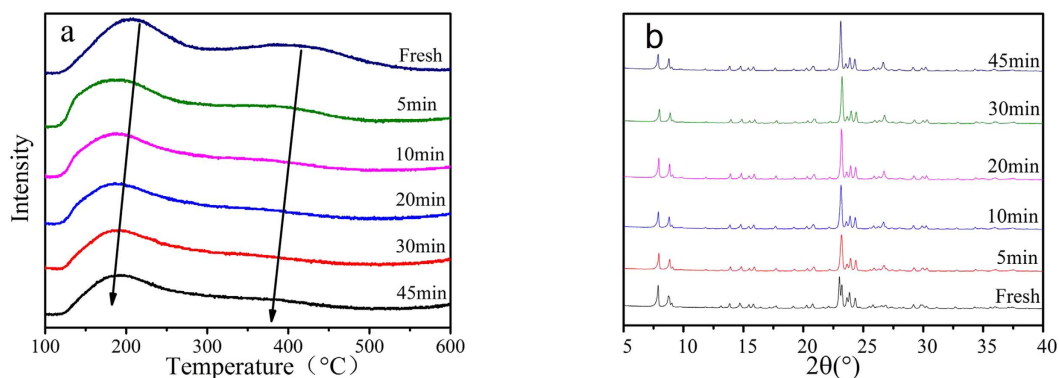 a
Fresh
5min
10min
20min
30min
45min
Intensity
100 200 300 400 500 600
Temperature（°C）
b
45min
30min
20min
10min
5min
Fresh
5 10 15 20 25 30 35 40
2θ(°)